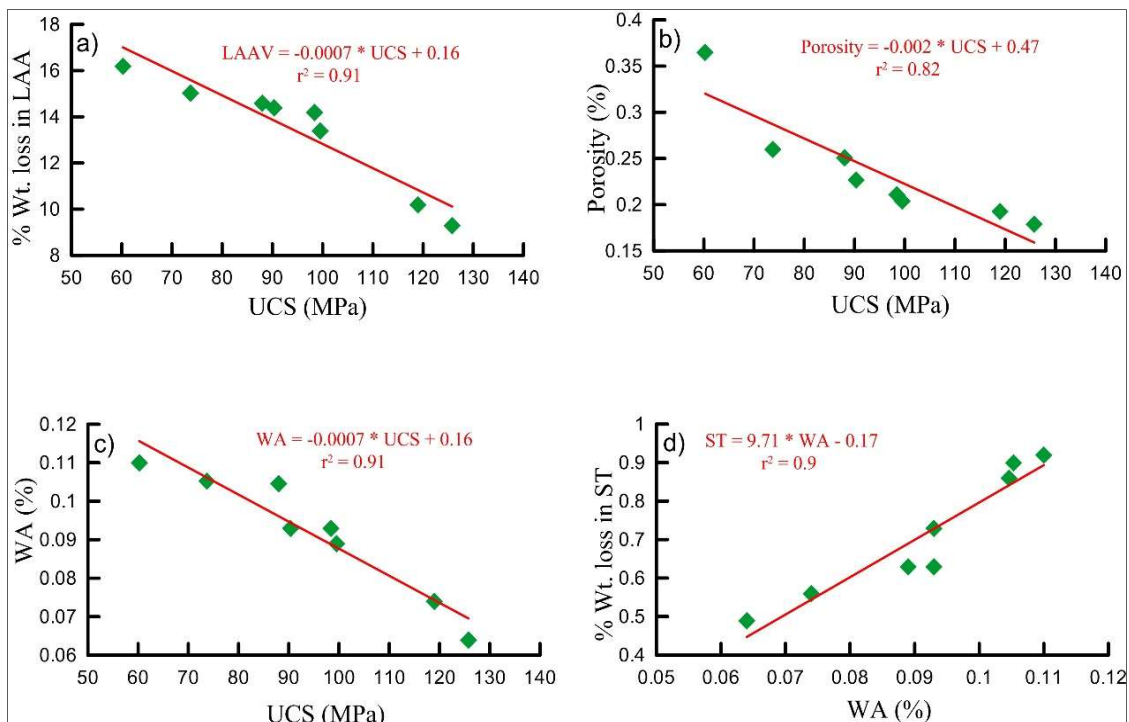 a)
LAAV = -0.0007 * UCS + 0.16
r² = 0.91
% Wt. loss in LAA
18
16
14
12
10
8
50 60 70 80 90 100 110 120 130 140
UCS (MPa)
b)
Porosity = -0.002 * UCS + 0.47
r² = 0.82
Porosity (%)
0.4
0.35
0.3
0.25
0.2
0.15
50 60 70 80 90 100 110 120 130 140
UCS (MPa)
c)
WA = -0.0007 * UCS + 0.16
r² = 0.91
WA (%)
0.12
0.11
0.1
0.09
0.08
0.07
0.06
50 60 70 80 90 100 110 120 130 140
UCS (MPa)
d)
ST = 9.71 * WA - 0.17
r² = 0.9
% Wt. loss in ST
1
0.9
0.8
0.7
0.6
0.5
0.4
0.05 0.06 0.07 0.08 0.09 0.1 0.11 0.12
WA (%)